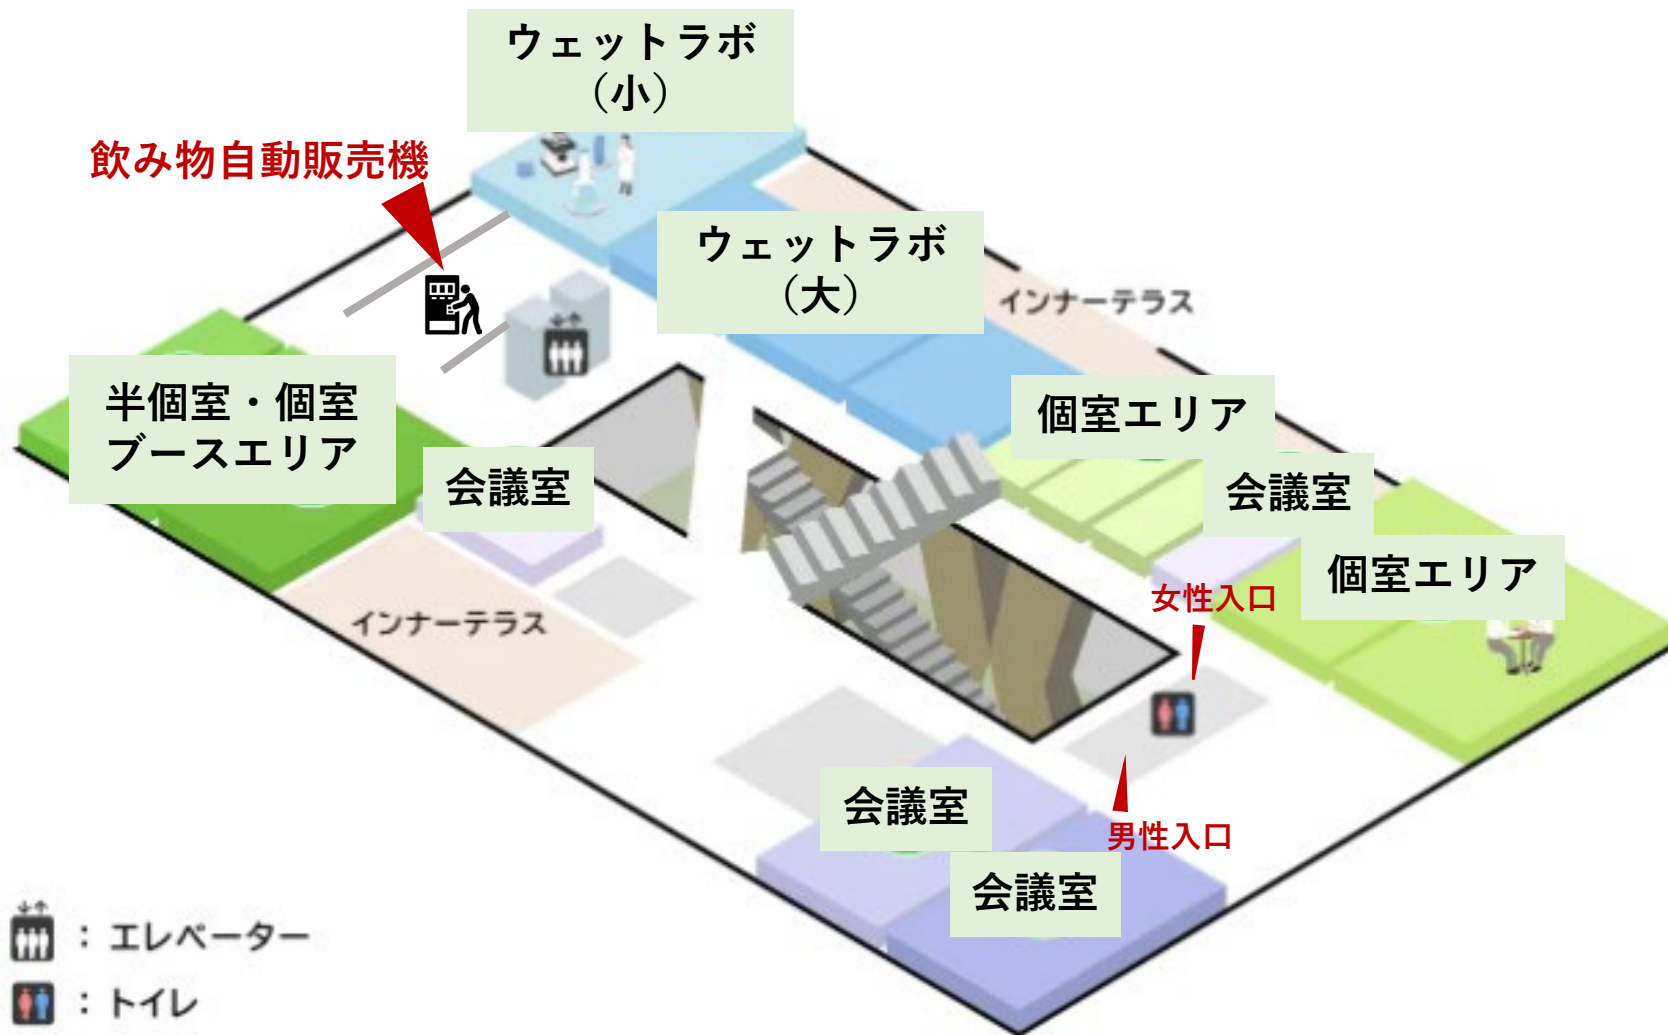 ウェットラボ
（小）
飲み物自動販売機
ウェットラボ
（大）
インナーテラス
半個室・個室
ブースエリア
個室エリア
会議室
会議室
個室エリア
女性入口
インナーテラス
会議室
男性入口
会議室
：エレベーター
：トイレ